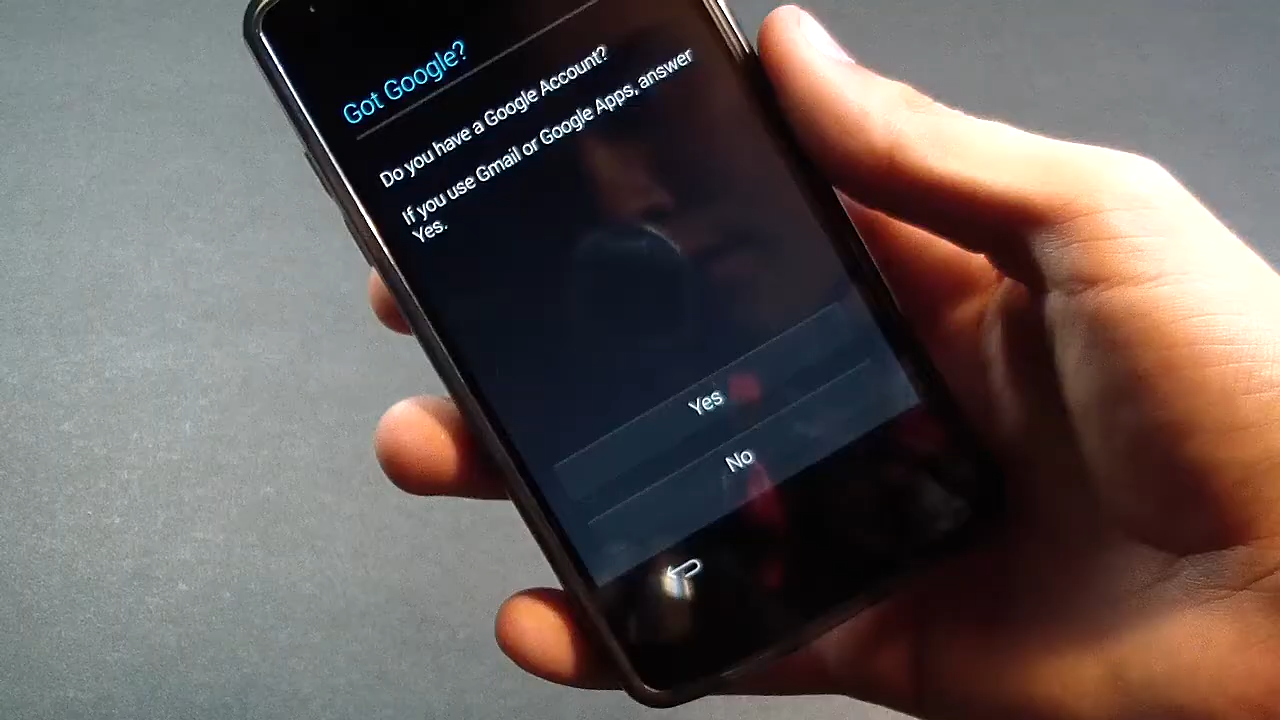 Got Google?
Do you have a Google Account?
If you use Gmail or Google Apps, answer
Yes.
Yes
No